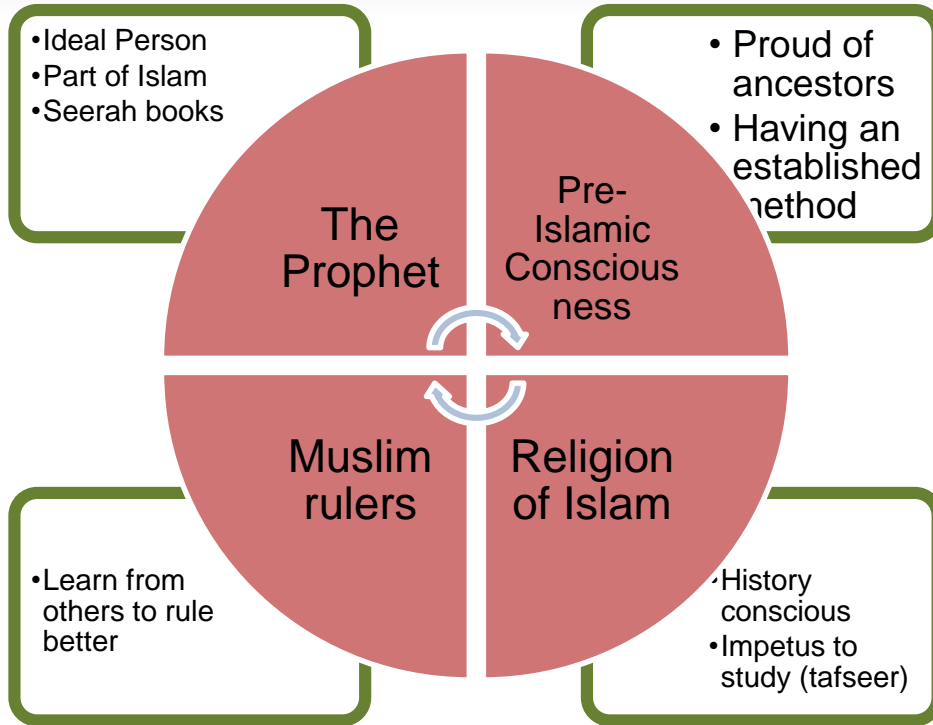 •Ideal Person
•Part of Islam
•Seerah books
• Proud of
ancestors
• Having an
established
method
The
Prophet
Pre-
Islamic
Conscious
ness
Muslim
rulers
Religion
of Islam
•Learn from
others to rule
better
•History
conscious
•Impetus to
study (tafseer)